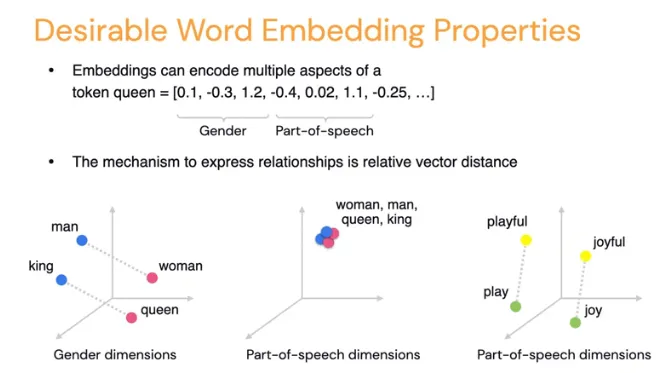 Desirable Word Embedding Properties
• Embeddings can encode multiple aspects of a
token queen = [0.1, -0.3, 1.2, -0.4, 0.02, 1.1, -0.25, …]
Gender Part-of-speech
• The mechanism to express relationships is relative vector distance
man
king
woman
queen
Gender dimensions
woman, man,
queen, king
Part-of-speech dimensions
playful
joyful
play
joy
Part-of-speech dimensions